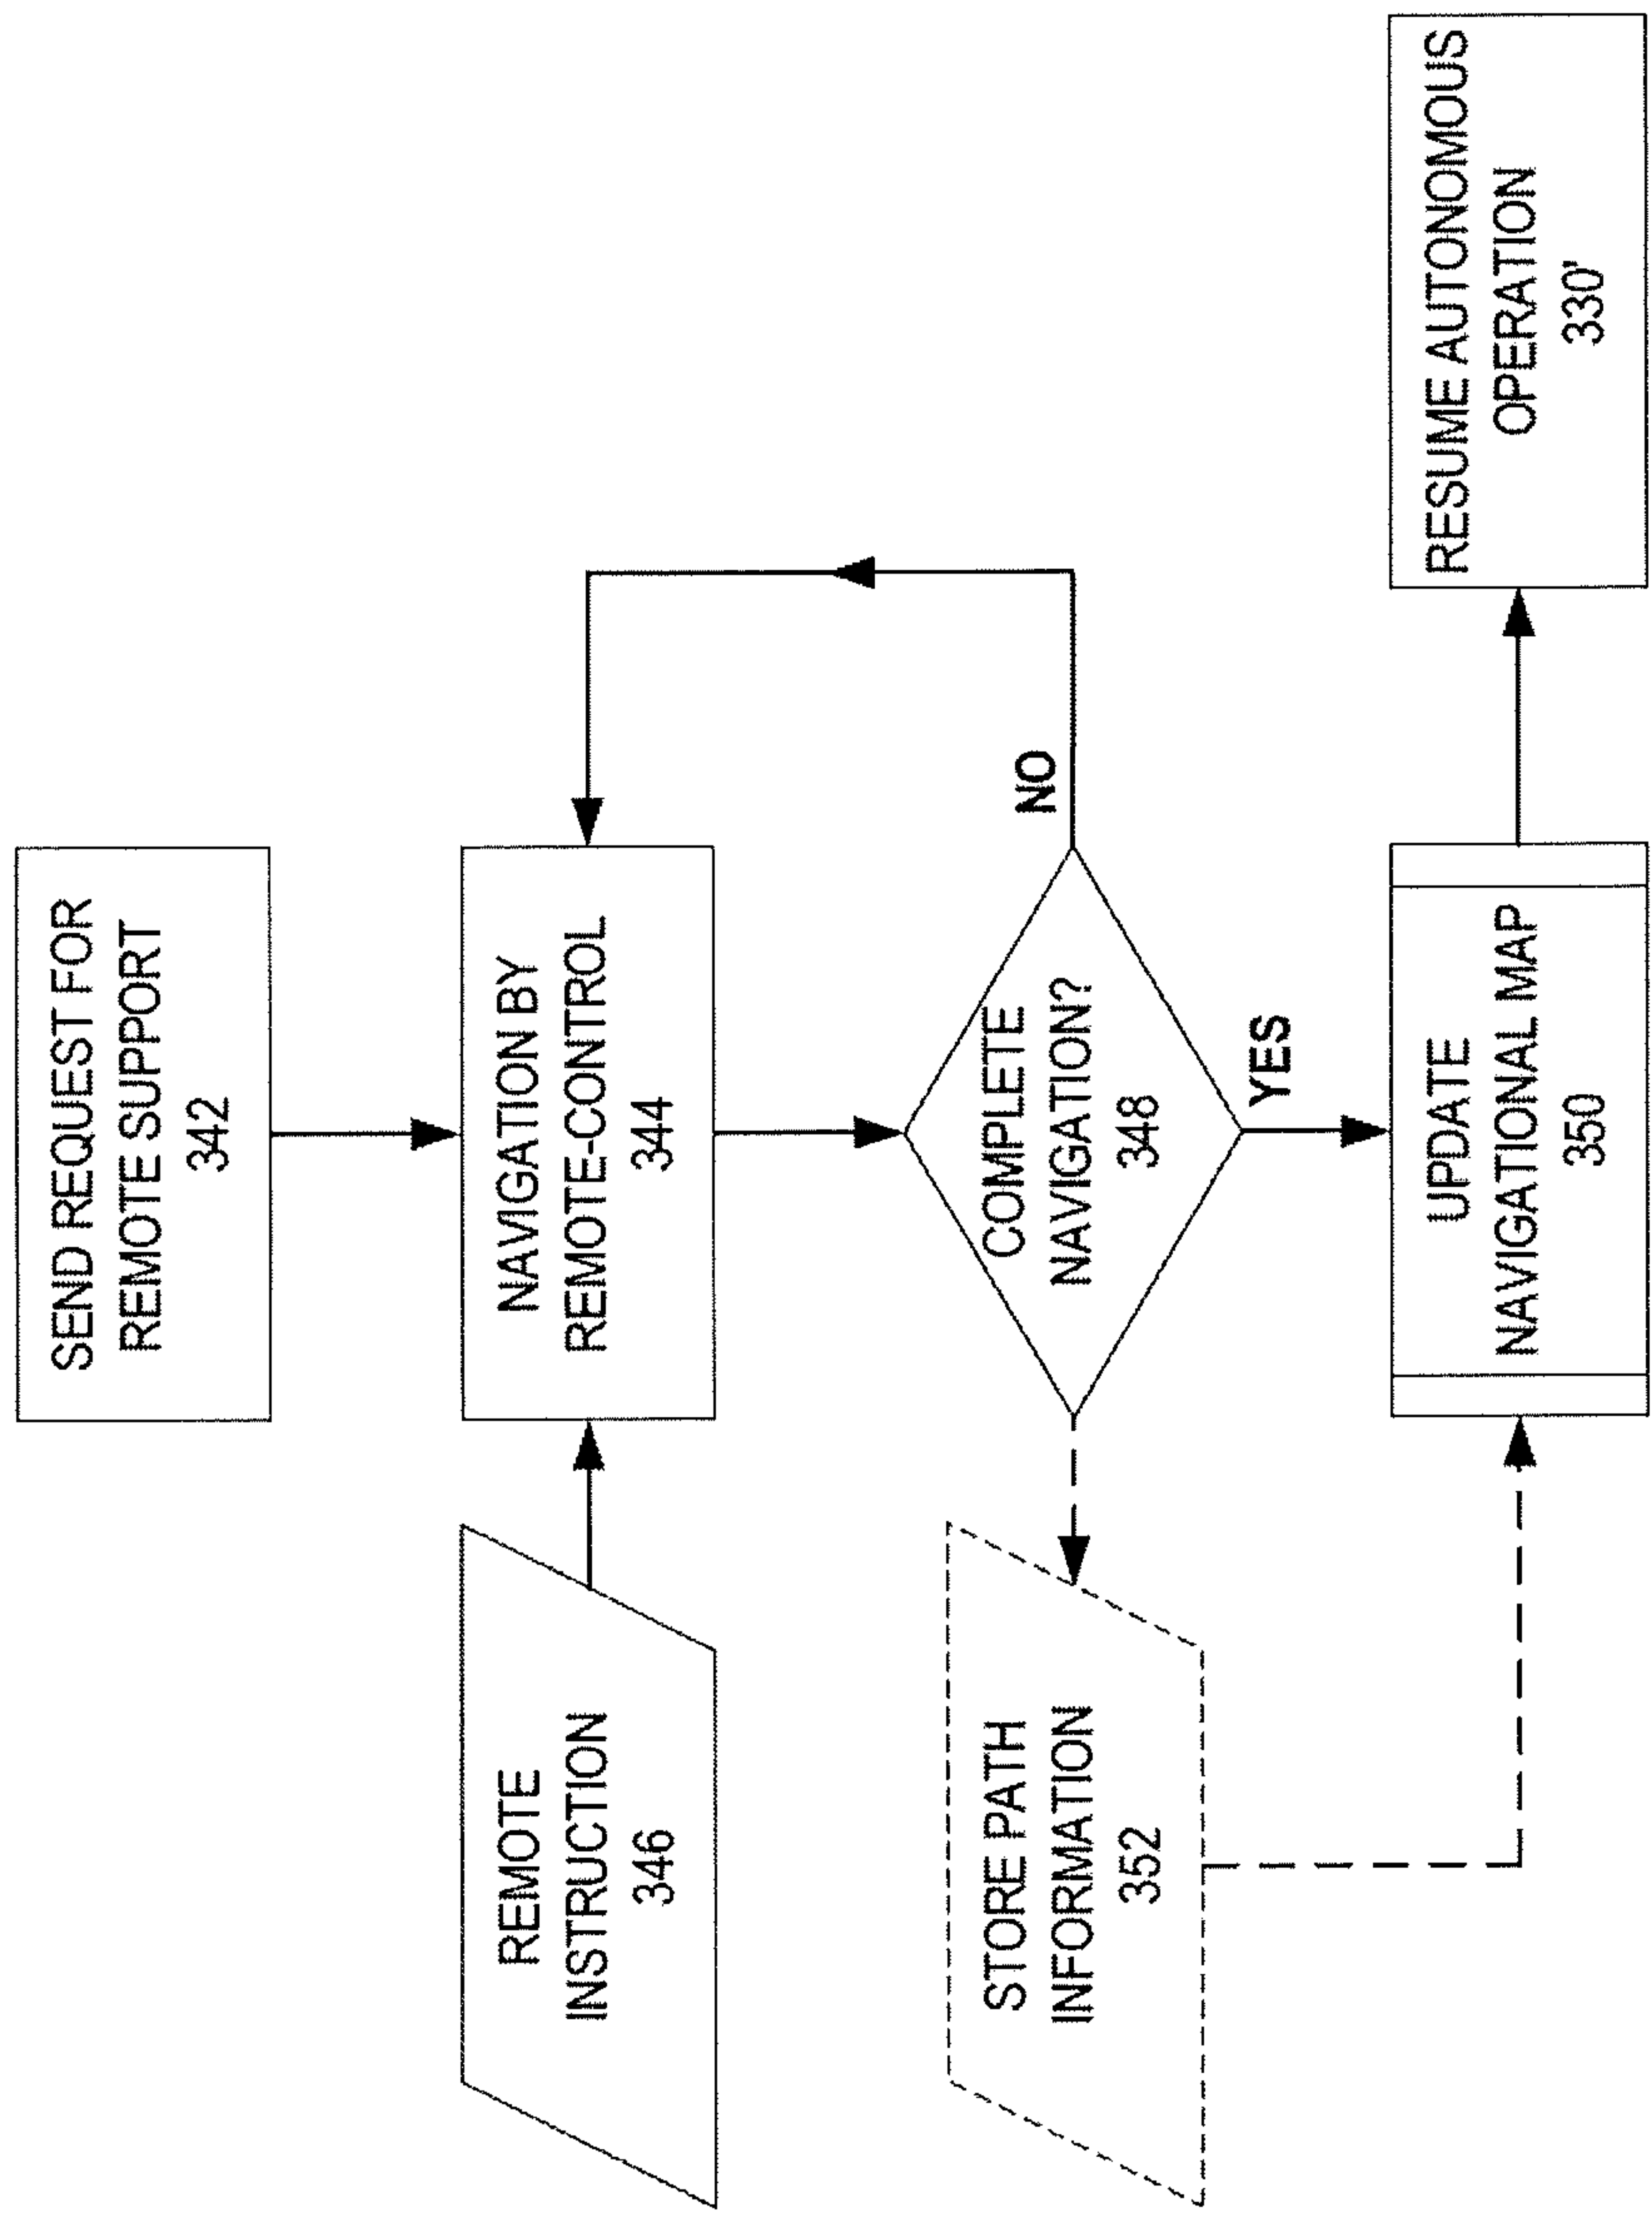 SEND REQUEST FOR
REMOTE SUPPORT
342
REMOTE
INSTRUCTION
346
NAVIGATION BY
REMOTE-CONTROL
344
STORE PATH
INFORMATION
352
COMPLETE
NAVIGATION?
348
NO
YES
UPDATE
NAVIGATIONAL MAP
350
RESUME AUTONOMOUS
OPERATION
330'